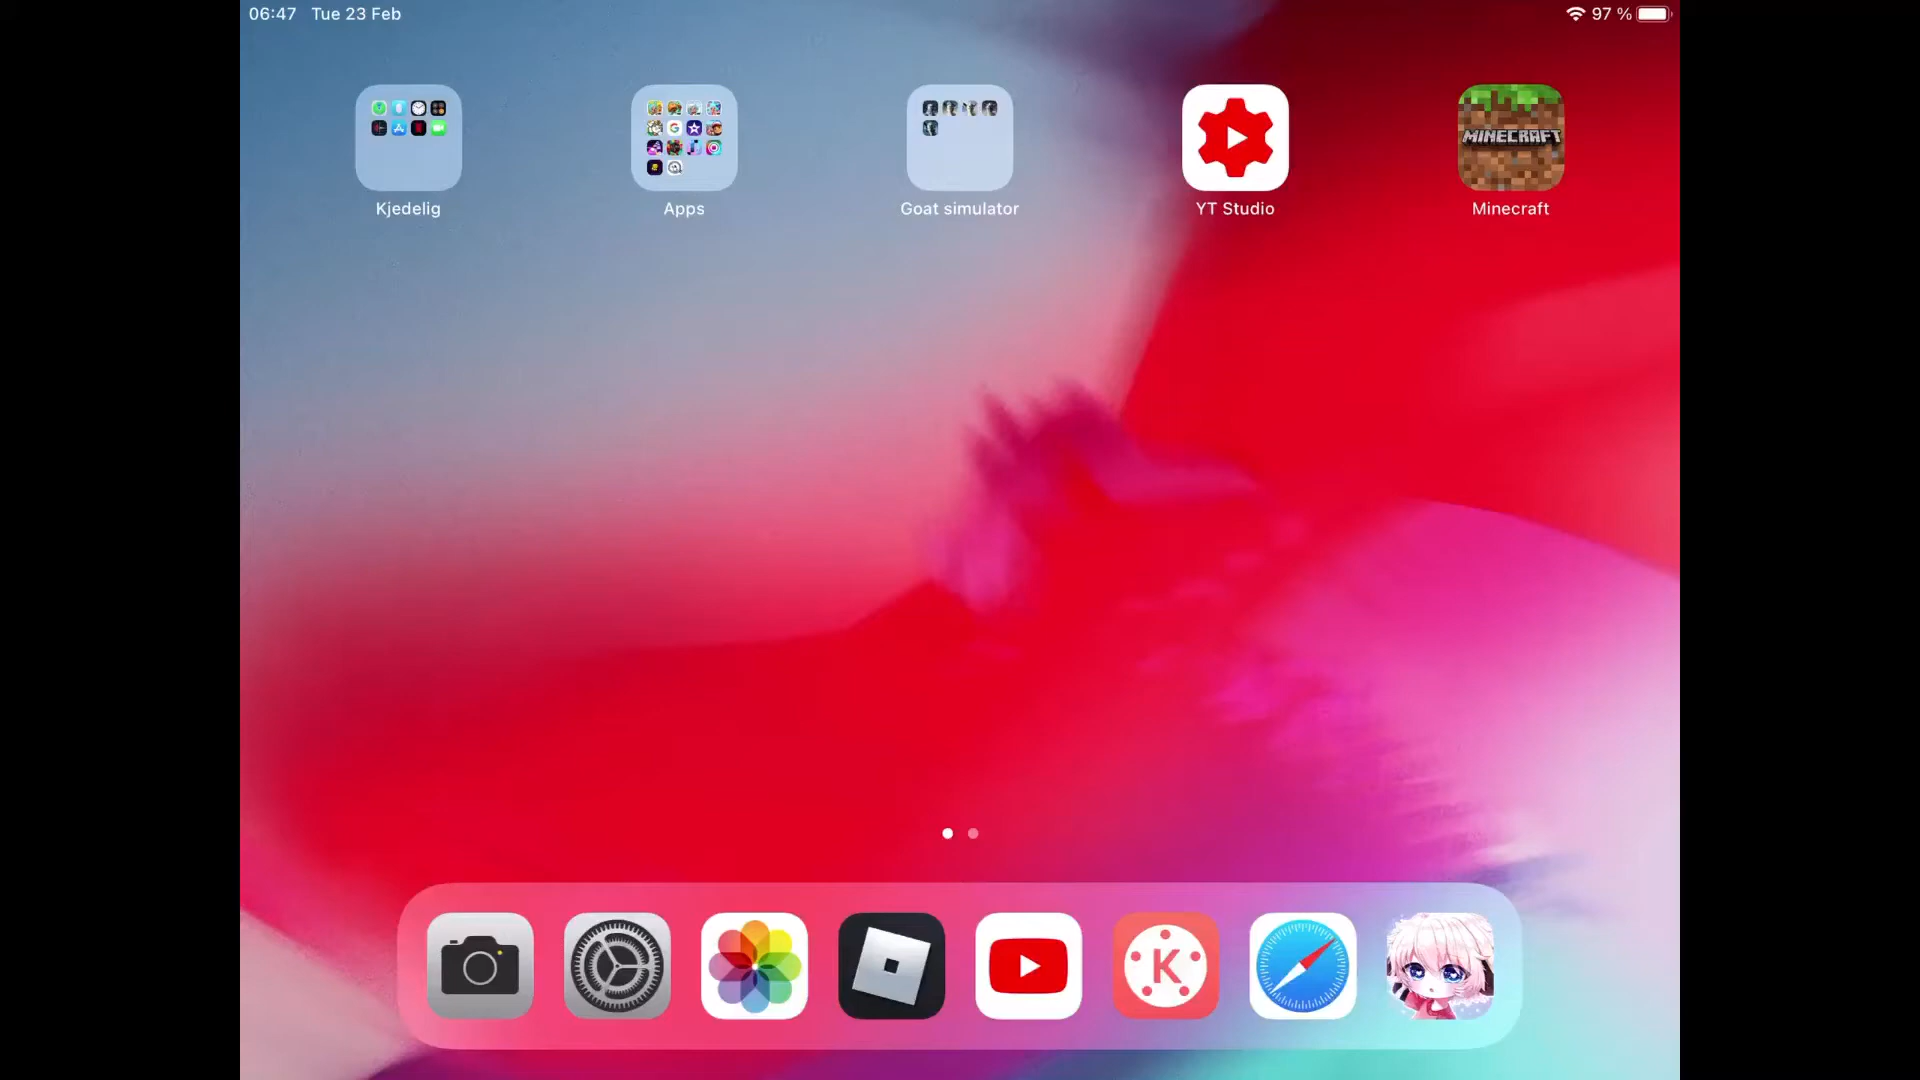 06:47 Tue 23 Feb
97 %
Kjedelig
Apps
Goat simulator
YT Studio
MINECRAFT
Minecraft
K